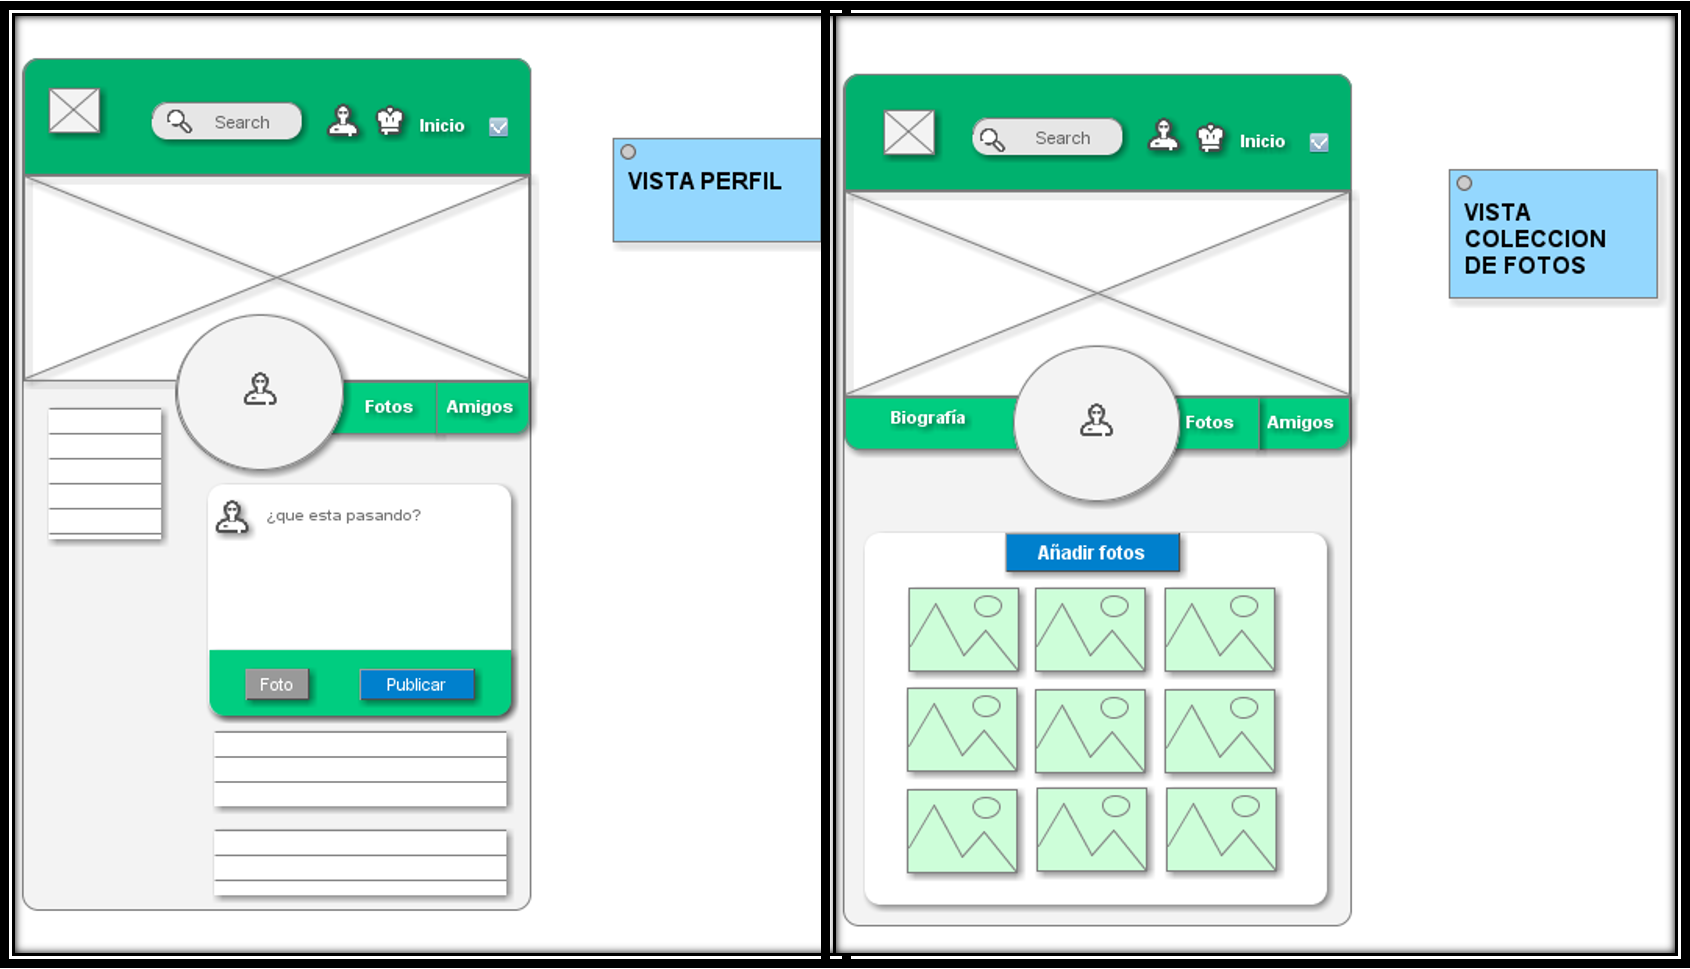 Search
Inicio
VISTA PERFIL
Fotos
Amigos
¿que esta pasando?
Foto
Publicar
Search
Inicio
VISTA
COLECCION
DE FOTOS
Biografía
Fotos
Amigos
Añadir fotos